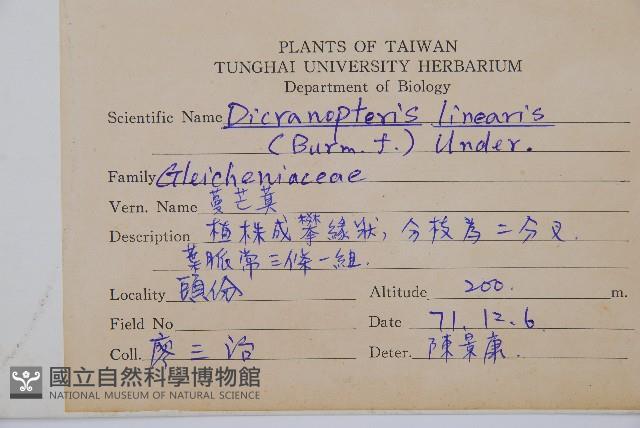 PLANTS OF TAIWAN
TUNGHAI UNIVERSITY HERBARIUM
Department of Biology
Scientific Name Dicranopteris linearis
(Burm. f.) Under.
Family Gleicheniaceae
Vern. Name 蔓芒萁
Description 植株成攀緣狀, 分枝為二分叉.
葉脈常三條一組.
Locality 頭份 Altitude 200. m.
Field No Date 71.12.6
Coll. 廖三治 Deter. 陳景康
國立自然科學博物館
NATIONAL MUSEUM OF NATURAL SCIENCE